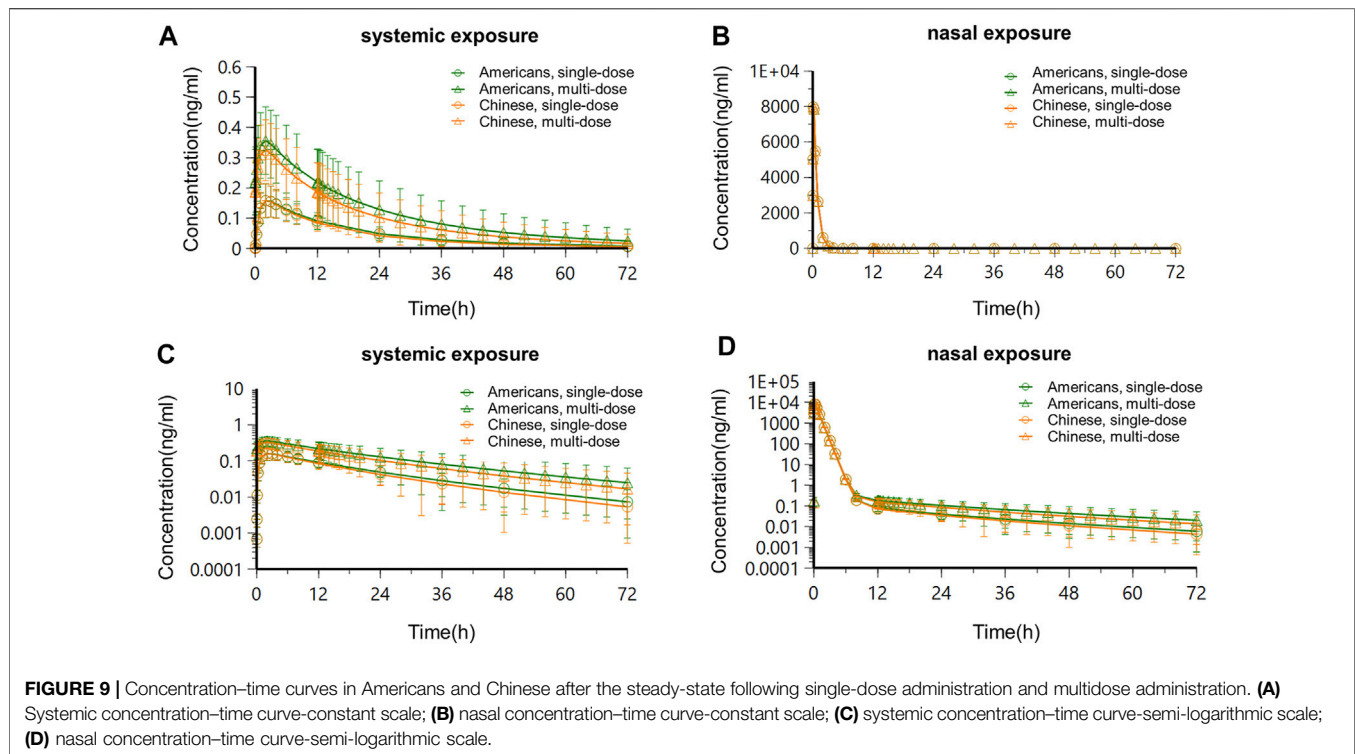 A
systemic exposure
Concentration(ng/ml)
0.6
0.5
0.4
0.3
0.2
0.1
0
Americans, single-dose
Americans, multi-dose
Chinese, single-dose
Chinese, multi-dose
0 12 24 36 48 60 72
Time(h)
B
nasal exposure
Concentration(ng/ml)
1E+04
8000
6000
4000
2000
0
Americans, single-dose
Americans, multi-dose
Chinese, single-dose
Chinese, multi-dose
0 12 24 36 48 60 72
Time(h)
C
systemic exposure
Concentration(ng/ml)
10
1
0.1
0.01
0.001
0.0001
Americans, single-dose
Americans, multi-dose
Chinese, single-dose
Chinese, multi-dose
0 12 24 36 48 60 72
Time(h)
D
nasal exposure
Concentration(ng/ml)
1E+05
1E+04
1000
100
10
1
0.1
0.01
0.001
0.0001
Americans, single-dose
Americans, multi-dose
Chinese, single-dose
Chinese, multi-dose
0 12 24 36 48 60 72
Time(h)
FIGURE 9 | Concentration–time curves in Americans and Chinese after the steady-state following single-dose administration and multidose administration. (A)
Systemic concentration–time curve-constant scale; (B) nasal concentration–time curve-constant scale; (C) systemic concentration–time curve-semi-logarithmic scale;
(D) nasal concentration–time curve-semi-logarithmic scale.